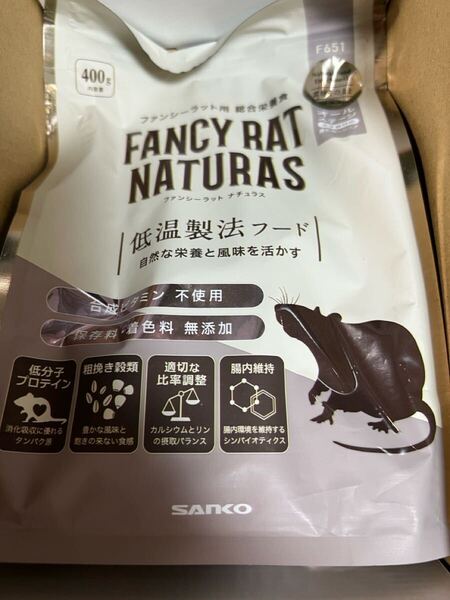 F651
400g
内容量
ファンシーラット用 総合栄養食
FANCY RAT
NATURAS
ファンシーラット ナチュラス
オール
低温製法フード
自然な栄養と風味を活かす
合成ビタミン 不使用
保存料・着色料 無添加
低分子
プロテイン
消化吸収に優れる
タンパク源
粗挽き穀類
豊かな風味と
飽きの来ない食感
適切な
比率調整
カルシウムとリン
の摂取バランス
腸内維持
腸内環境を維持する
シンバイオティクス
SANKO